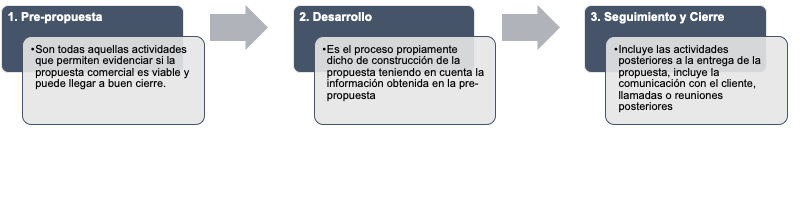 1. Pre-propuesta
•Son todas aquellas actividades
que permiten evidenciar si la
propuesta comercial es viable y
puede llegar a buen cierre.
2. Desarrollo
•Es el proceso propiamente
dicho de construcción de la
propuesta teniendo en cuenta la
información obtenida en la pre-
propuesta
3. Seguimiento y Cierre
•Incluye las actividades
posteriores a la entrega de la
propuesta, incluye la
comunicación con el cliente,
llamadas o reuniones
posteriores